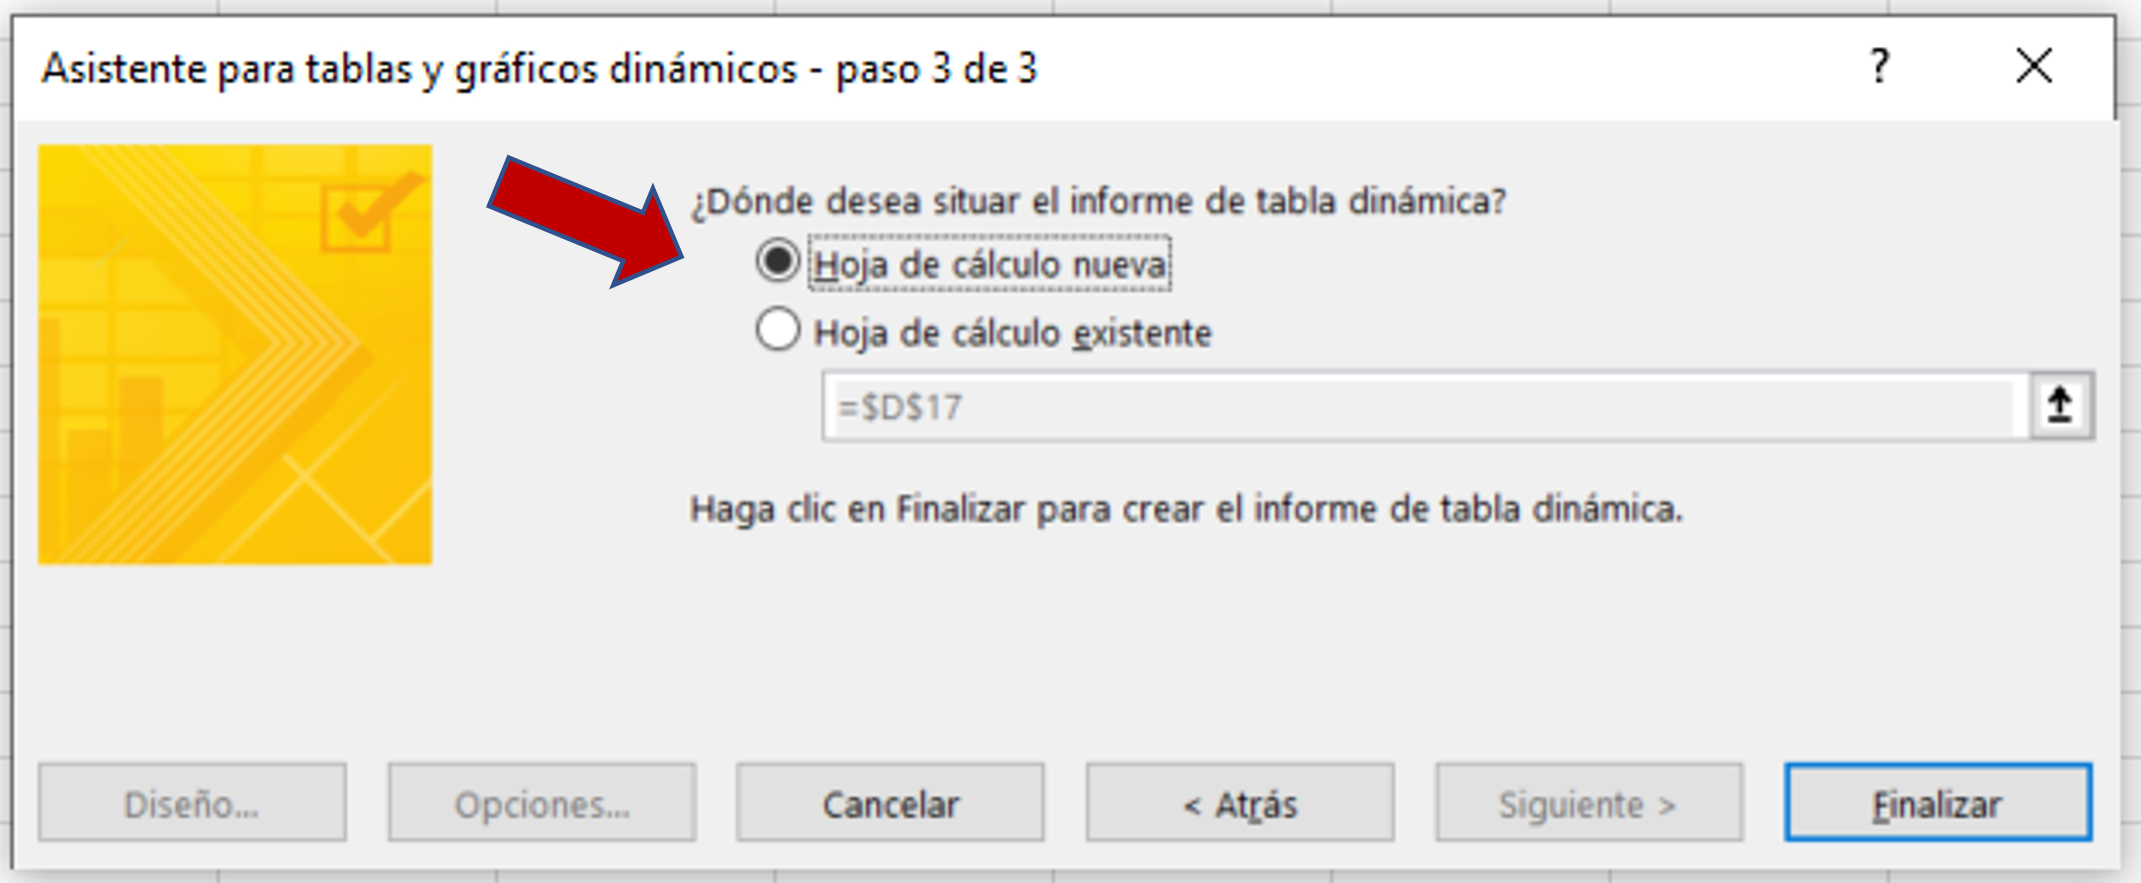 Asistente para tablas y gráficos dinámicos - paso 3 de 3
?
¿Dónde desea situar el informe de tabla dinámica?
Hoja de cálculo nueva
Hoja de cálculo existente
=$D$17
Haga clic en Finalizar para crear el informe de tabla dinámica.
Diseño... Opciones... Cancelar < Atrás Siguiente > Finalizar